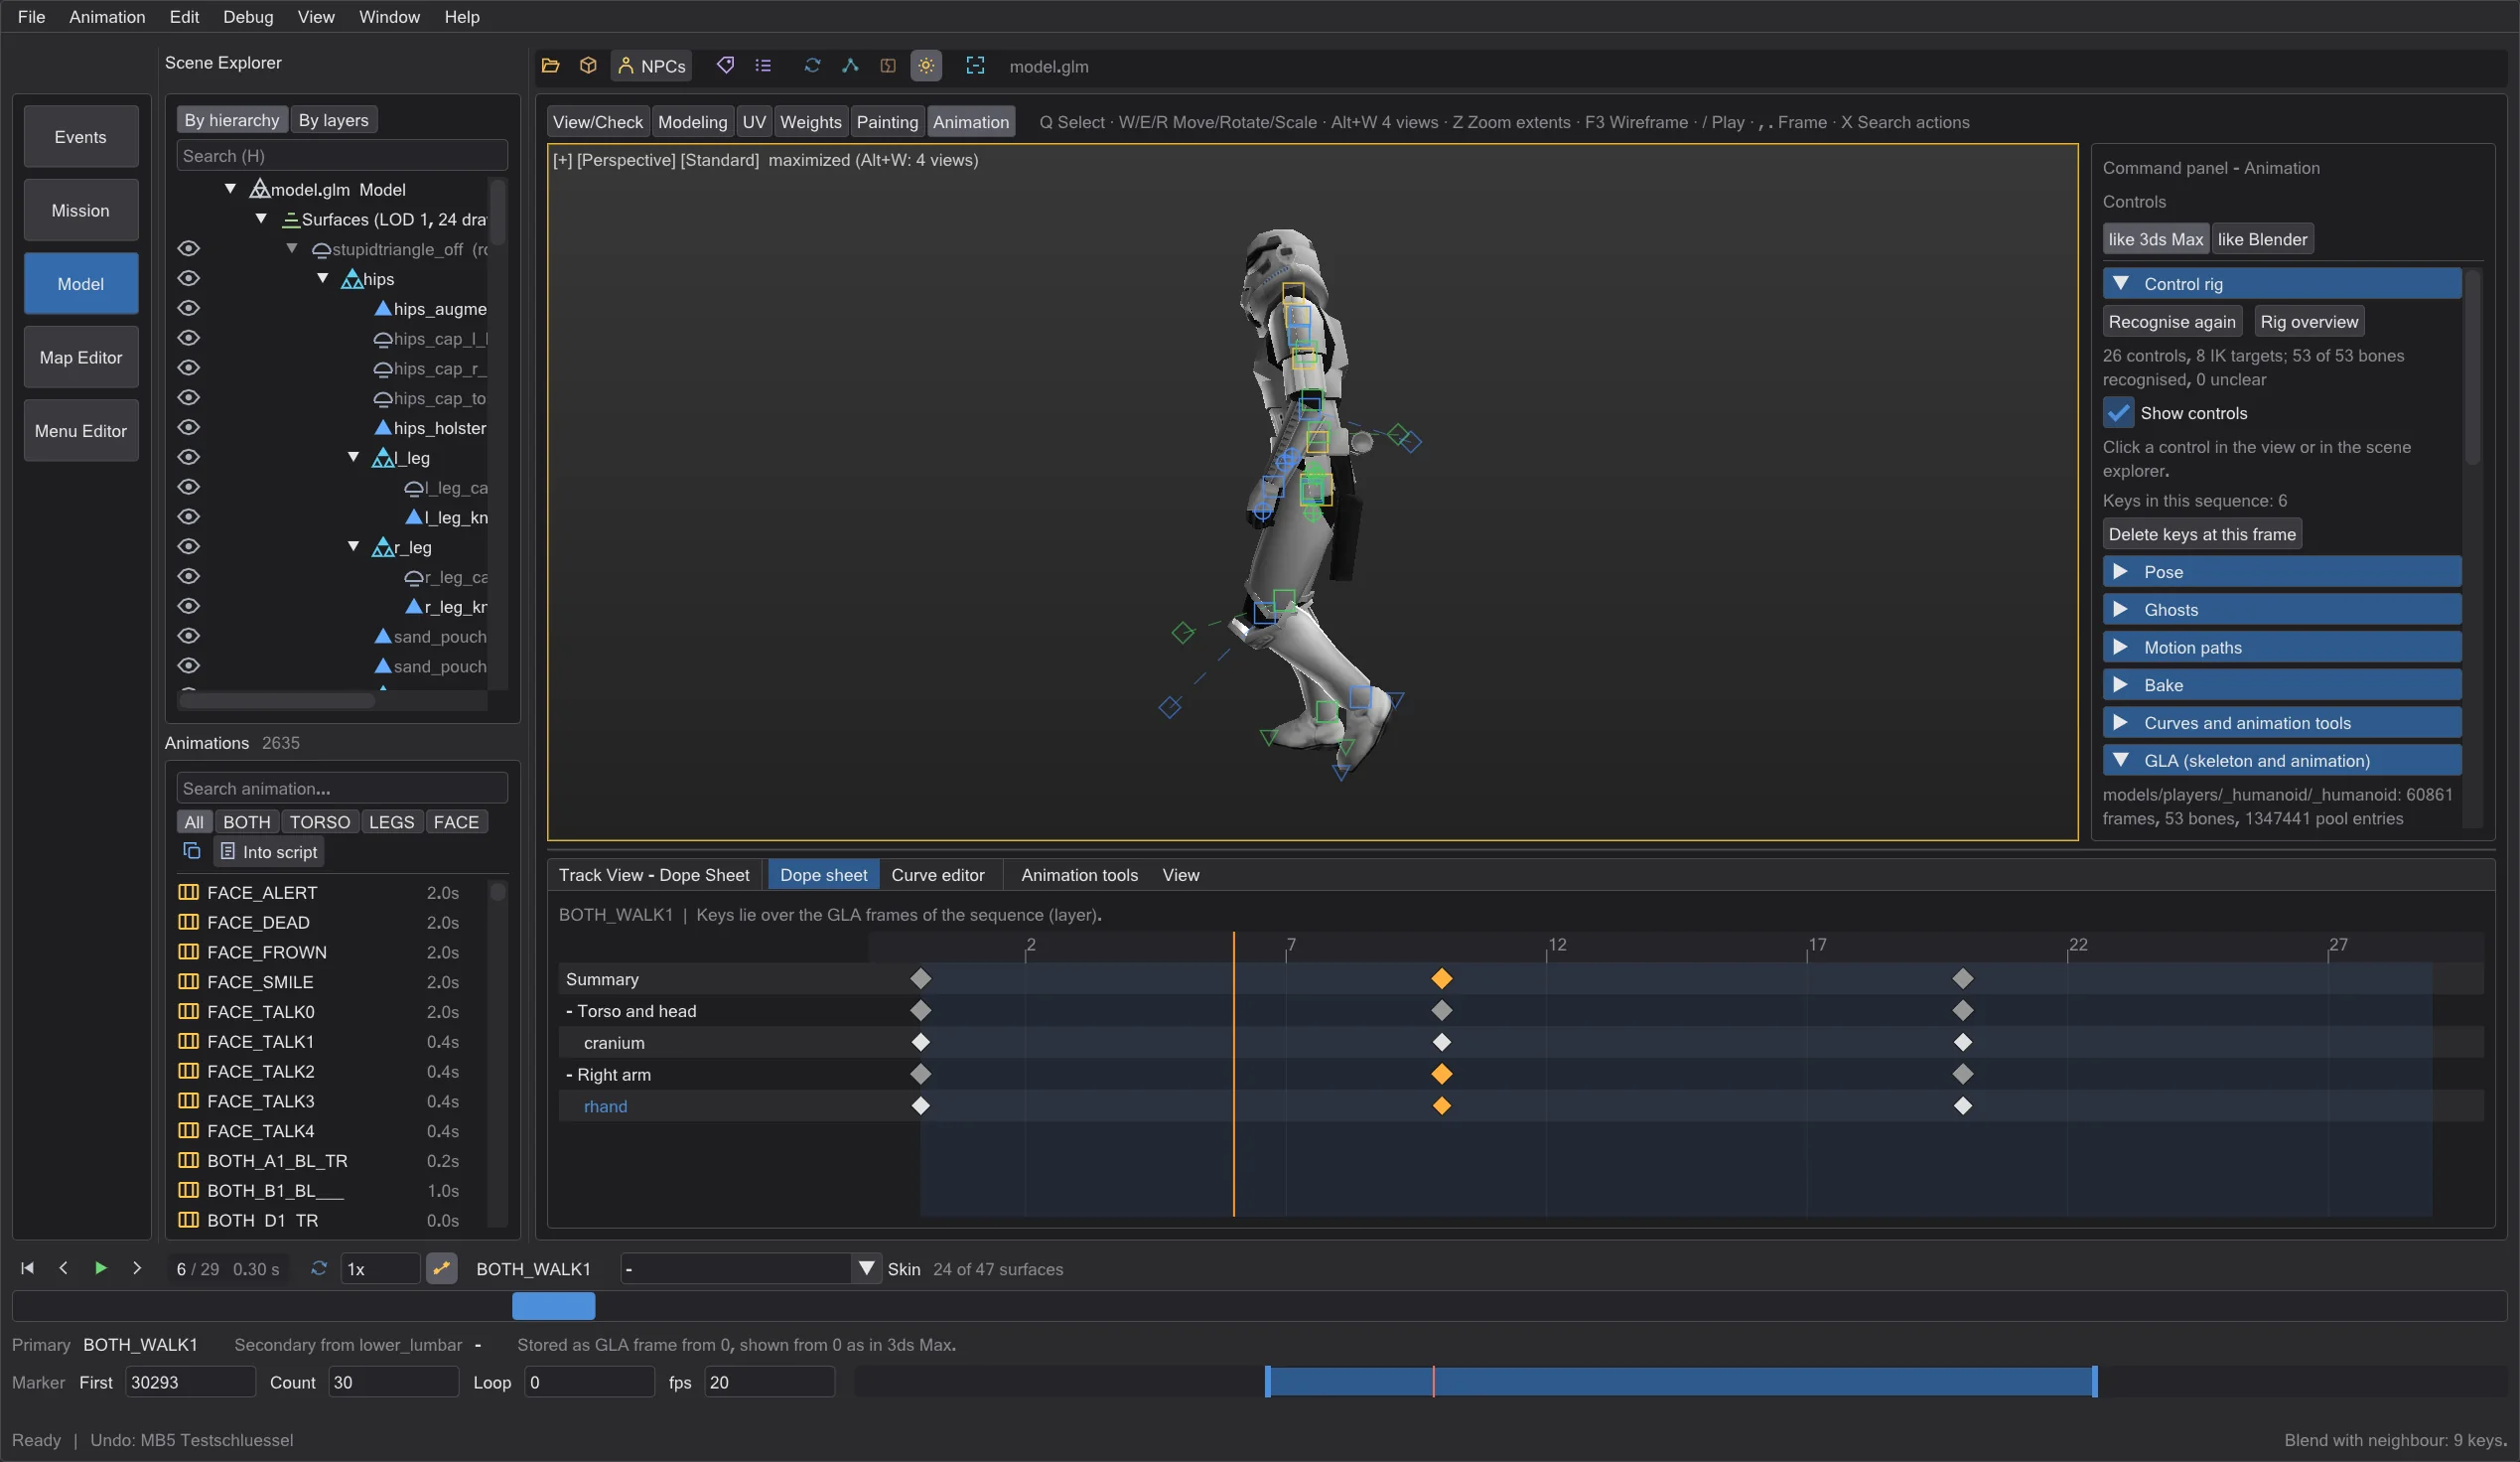 File Animation Edit Debug View Window Help
Scene Explorer
NPCs model.glm
Events
Mission
Model
Map Editor
Menu Editor
By hierarchy By layers
Search (H)
model.glm Model
Surfaces (LOD 1, 24 dra
stupidtriangle_off (ro
hips
hips_augme
hips_cap_l_l
hips_cap_r_
hips_cap_to
hips_holster
l_leg
l_leg_ca
l_leg_kn
r_leg
r_leg_ca
r_leg_kn
sand_pouch
sand_pouch
Animations 2635
Search animation...
All BOTH TORSO LEGS FACE
Into script
FACE_ALERT 2.0s
FACE_DEAD 2.0s
FACE_FROWN 2.0s
FACE_SMILE 2.0s
FACE_TALK0 2.0s
FACE_TALK1 0.4s
FACE_TALK2 0.4s
FACE_TALK3 0.4s
FACE_TALK4 0.4s
BOTH_A1_BL_TR 0.2s
BOTH_B1_BL___ 1.0s
BOTH_D1_TR 0.0s
View/Check Modeling UV Weights Painting Animation Q Select · W/E/R Move/Rotate/Scale · Alt+W 4 views · Z Zoom extents · F3 Wireframe · / Play · , . Frame · X Search actions
[+] [Perspective] [Standard] maximized (Alt+W: 4 views)
Command panel - Animation
Controls
like 3ds Max like Blender
Control rig
Recognise again Rig overview
26 controls, 8 IK targets; 53 of 53 bones
recognised, 0 unclear
Show controls
Click a control in the view or in the scene
explorer.
Keys in this sequence: 6
Delete keys at this frame
Pose
Ghosts
Motion paths
Bake
Curves and animation tools
GLA (skeleton and animation)
models/players/_humanoid/_humanoid: 60861
frames, 53 bones, 1347441 pool entries
Track View - Dope Sheet Dope sheet Curve editor Animation tools View
BOTH_WALK1 | Keys lie over the GLA frames of the sequence (layer).
2 7 12 17 22 27
Summary
- Torso and head
cranium
- Right arm
rhand
6 / 29 0.30 s 1x BOTH_WALK1 - Skin 24 of 47 surfaces
Primary BOTH_WALK1 Secondary from lower_lumbar - Stored as GLA frame from 0, shown from 0 as in 3ds Max.
Marker First 30293 Count 30 Loop 0 fps 20
Ready | Undo: MB5 Testschluessel
Blend with neighbour: 9 keys.